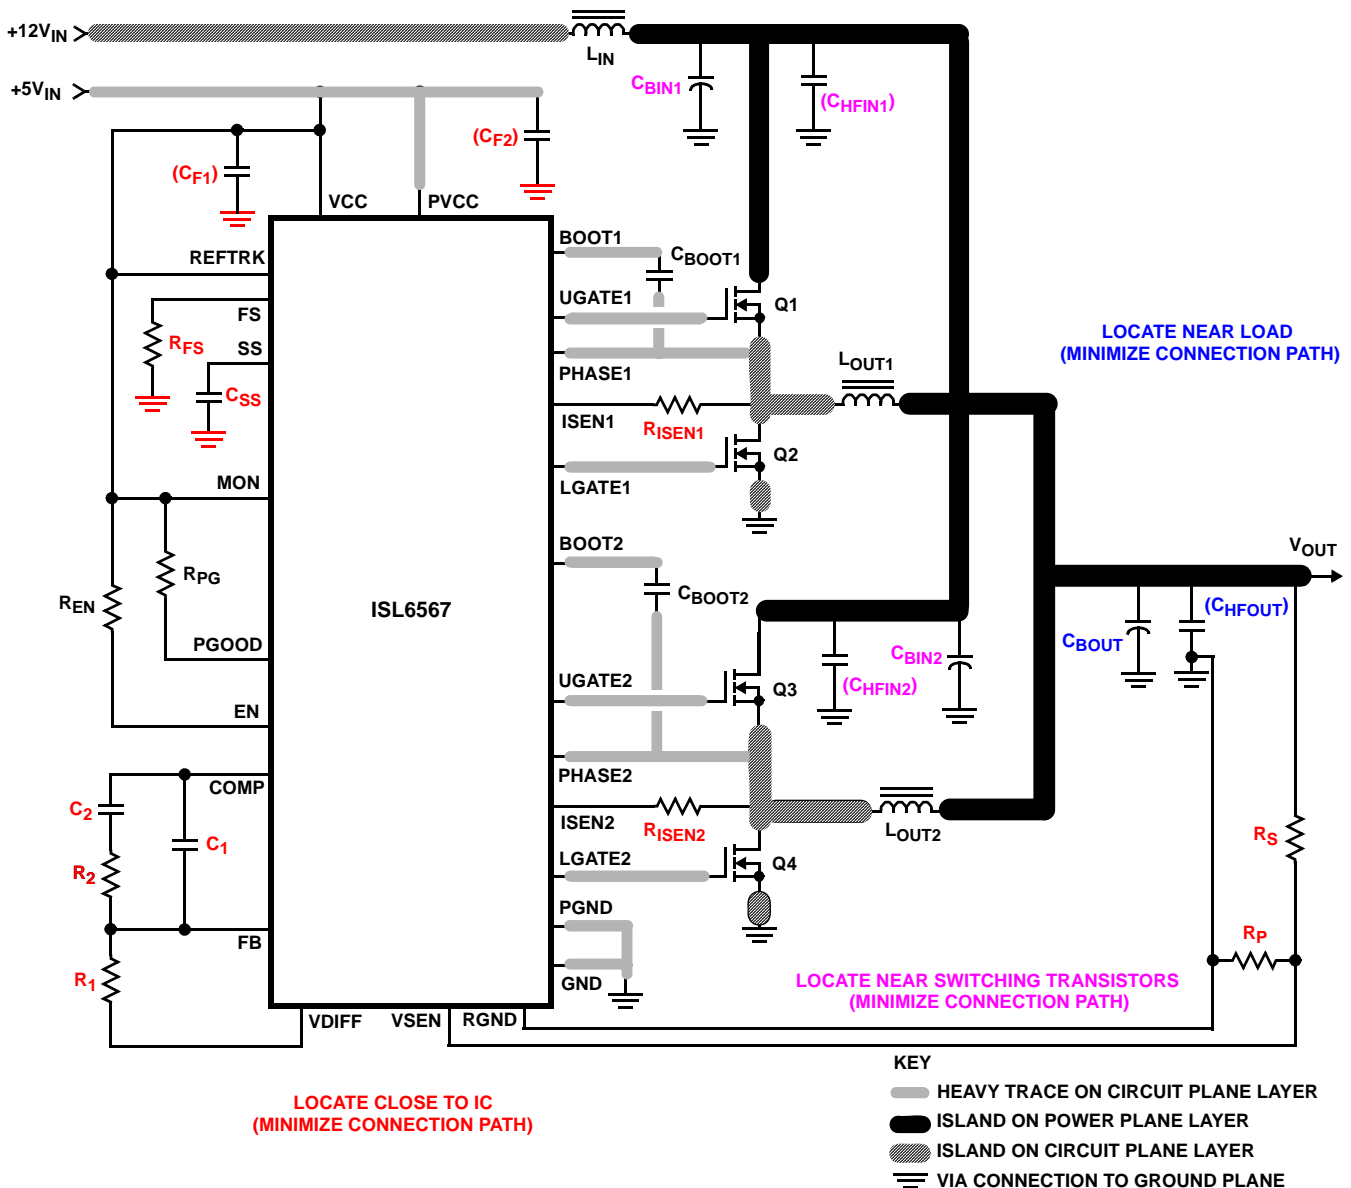 +12VIN
LIN
CBIN1
(CHFIN1)
+5VIN
(CF2)
(CF1)
VCC
PVCC
BOOT1
CBOOT1
REFTRK
UGATE1
Q1
FS
RFS
SS
PHASE1
LOCATE NEAR LOAD
(MINIMIZE CONNECTION PATH)
LOUT1
CSS
ISEN1
RISEN1
Q2
MON
LGATE1
BOOT2
VOUT
RPG
REN
CBOOT2
ISL6567
(CHFOUT)
CBOUT
PGOOD
CBIN2
(CHFIN2)
UGATE2
Q3
EN
PHASE2
COMP
C2
ISEN2
RISEN2
LOUT2
RS
C1
R2
LGATE2
Q4
PGND
FB
RP
R1
GND
LOCATE NEAR SWITCHING TRANSISTORS
(MINIMIZE CONNECTION PATH)
VDIFF
VSEN
RGND
KEY
HEAVY TRACE ON CIRCUIT PLANE LAYER
LOCATE CLOSE TO IC
(MINIMIZE CONNECTION PATH)
ISLAND ON POWER PLANE LAYER
ISLAND ON CIRCUIT PLANE LAYER
VIA CONNECTION TO GROUND PLANE